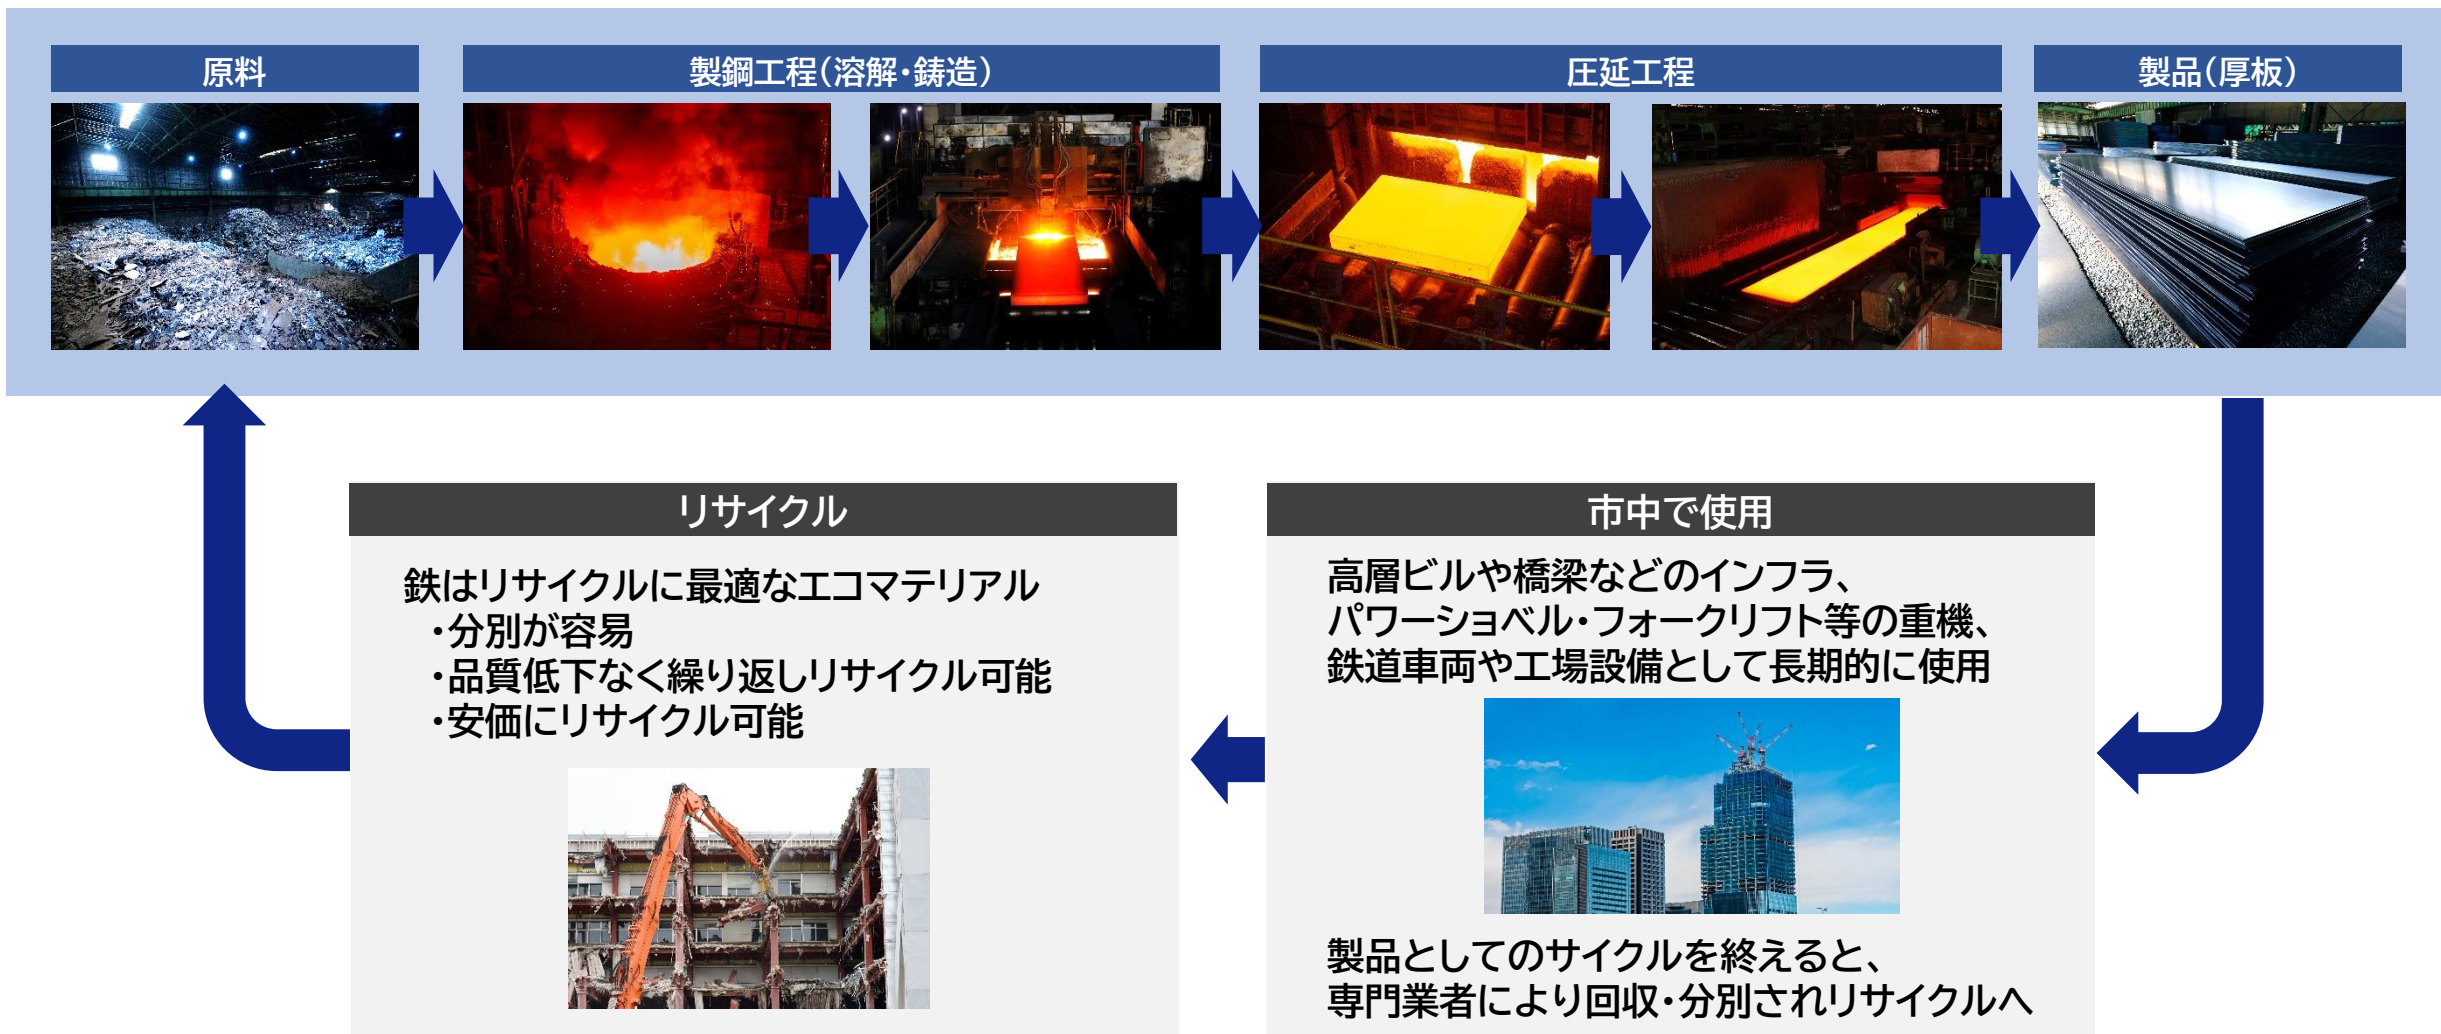 原料
製鋼工程(溶解・鋳造)
圧延工程
製品(厚板)
リサイクル
鉄はリサイクルに最適なエコマテリアル
・分別が容易
・品質低下なく繰り返しリサイクル可能
・安価にリサイクル可能
市中で使用
高層ビルや橋梁などのインフラ、
パワーショベル・フォークリフト等の重機、
鉄道車両や工場設備として長期的に使用
製品としてのサイクルを終えると、
専門業者により回収・分別されリサイクルへ